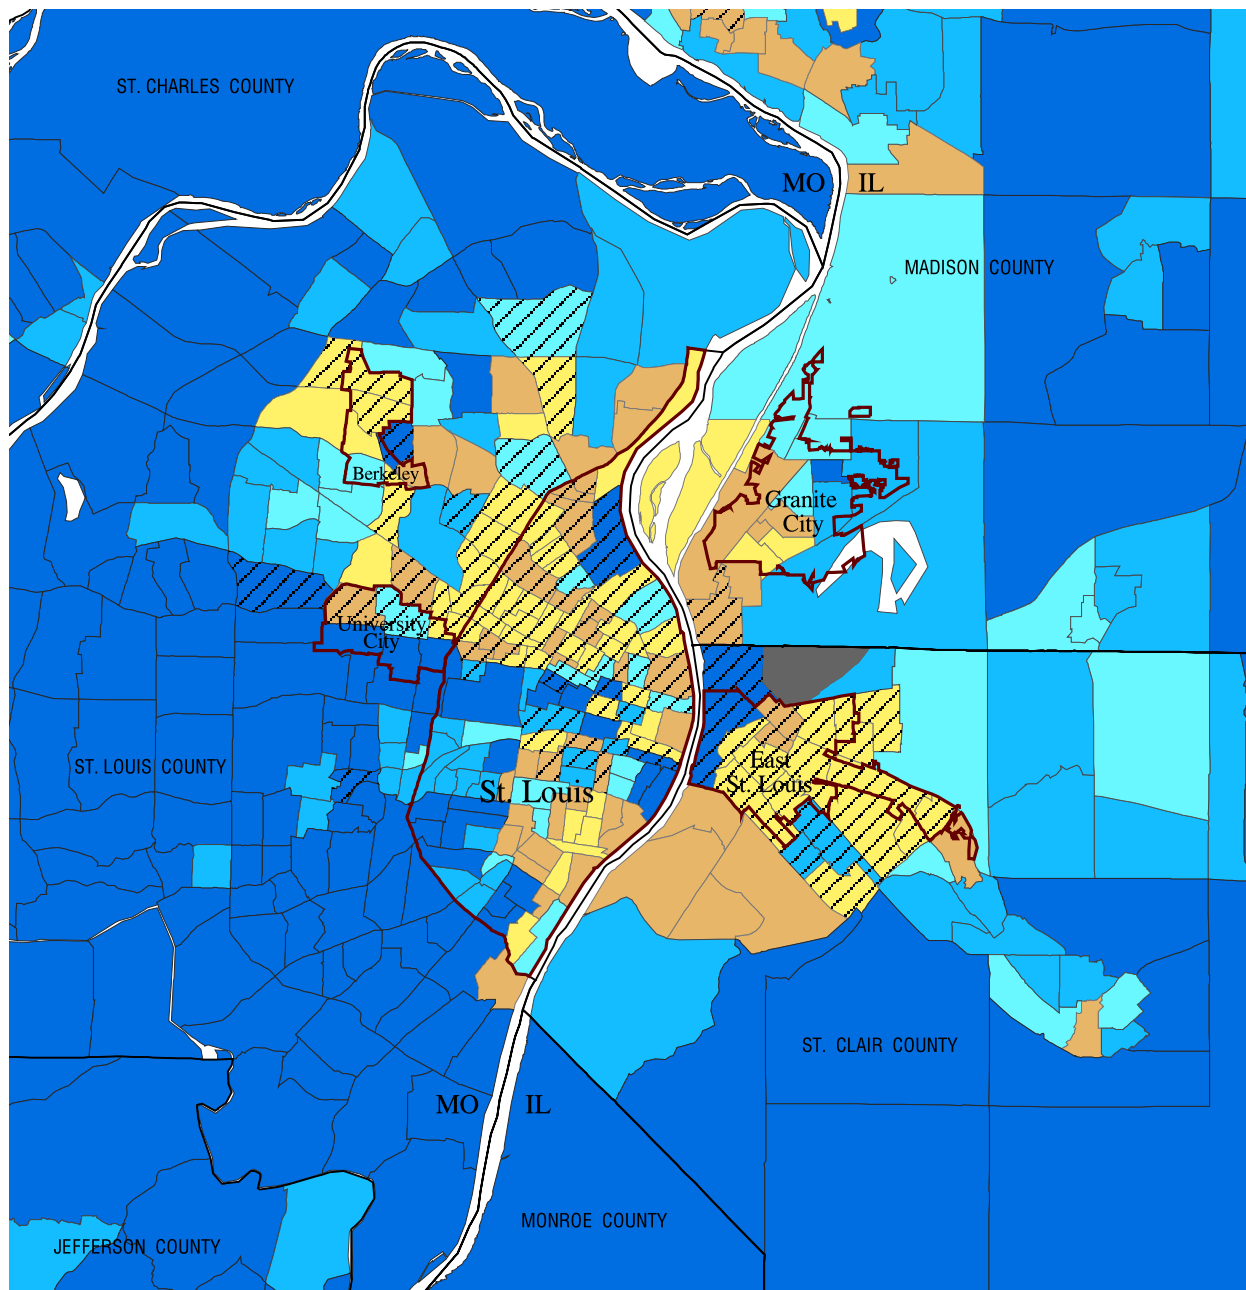 ST. CHARLES COUNTY
MO
IL
MADISON COUNTY
Berkeley
Granite
City
University
City
ST. LOUIS COUNTY
East
St. Louis
St. Louis
ST. CLAIR COUNTY
MO
IL
MONROE COUNTY
JEFFERSON COUNTY